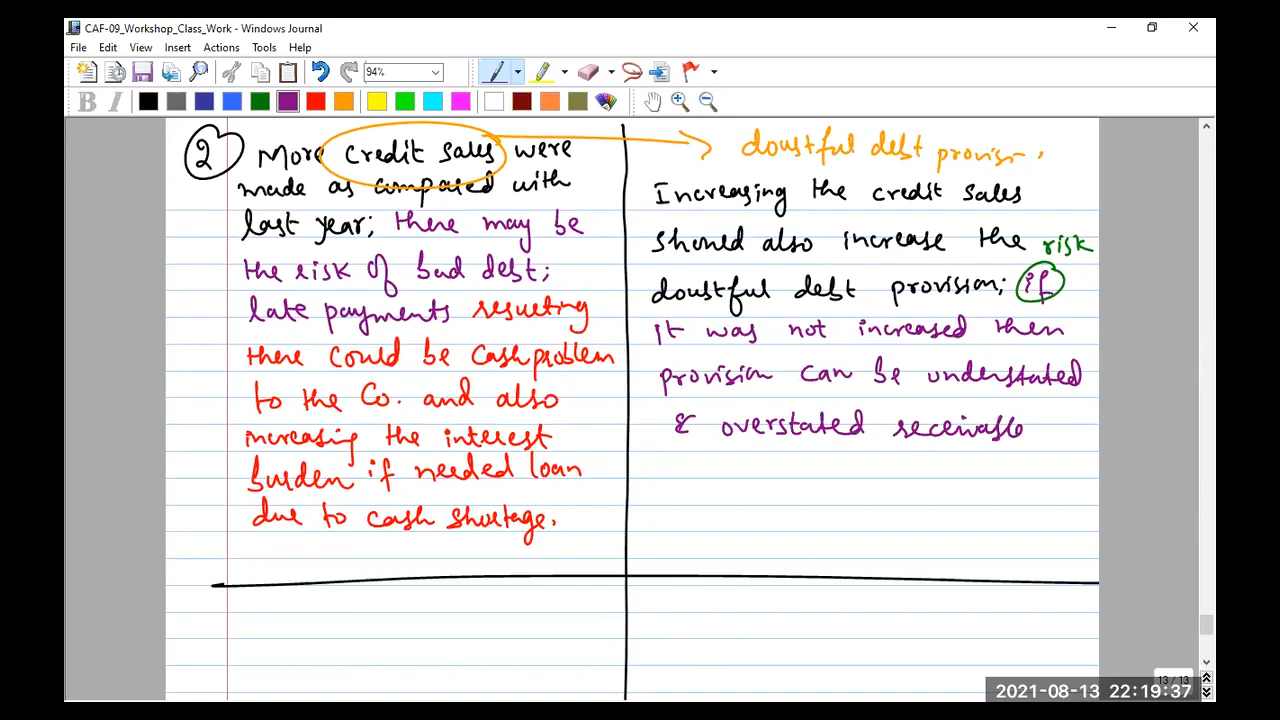 CAF-09_Workshop_Class_Work - Windows Journal
File Edit View Insert Actions Tools Help
94%
B I
2 More credit sales were
made as compared with
last year; there may be
the risk of bad debt;
late payments resulting
there could be cash problem
to the Co. and also
increasing the interest
burden if needed loan
due to cash shortage.
doubtful debt provision.
Increasing the credit sales
should also increase the risk
doubtful debt provision; if
it was not increased then
provision can be understated
& overstated receivable
13 / 13
2021-08-13 22:19:37